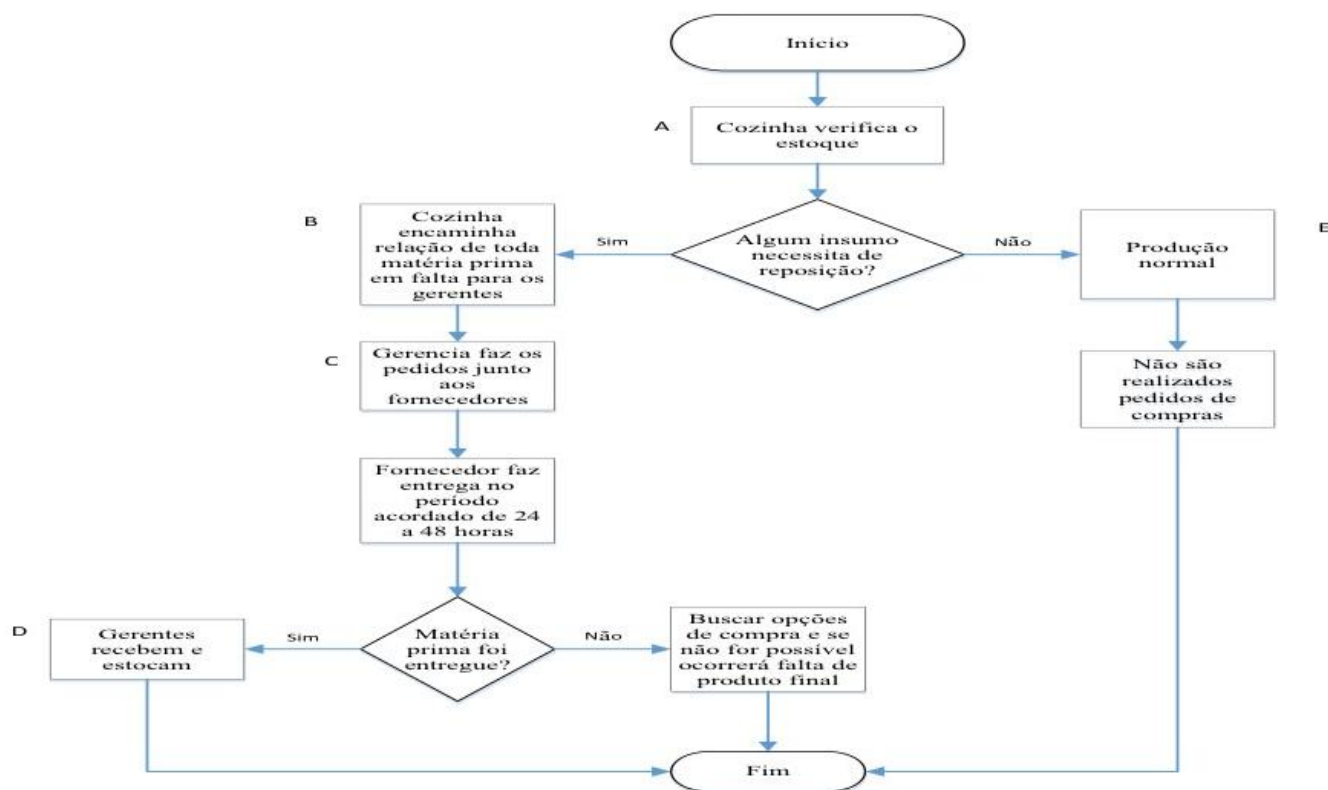 Início
A
Cozinha verifica o
estoque
B
Cozinha
encaminha
relação de toda
matéria prima
em falta para os
gerentes
Sim
Algum insumo
necessita de
reposição?
Não
Produção
normal
E
C
Gerencia faz os
pedidos junto
aos
fornecedores
Não são
realizados
pedidos de
compras
Fornecedor faz
entrega no
período
acordado de 24
a 48 horas
D
Gerentes
recebem e
estocam
Sim
Matéria
prima foi
entregue?
Não
Buscar opções
de compra e se
não for possível
ocorrerá falta de
produto final
Fim